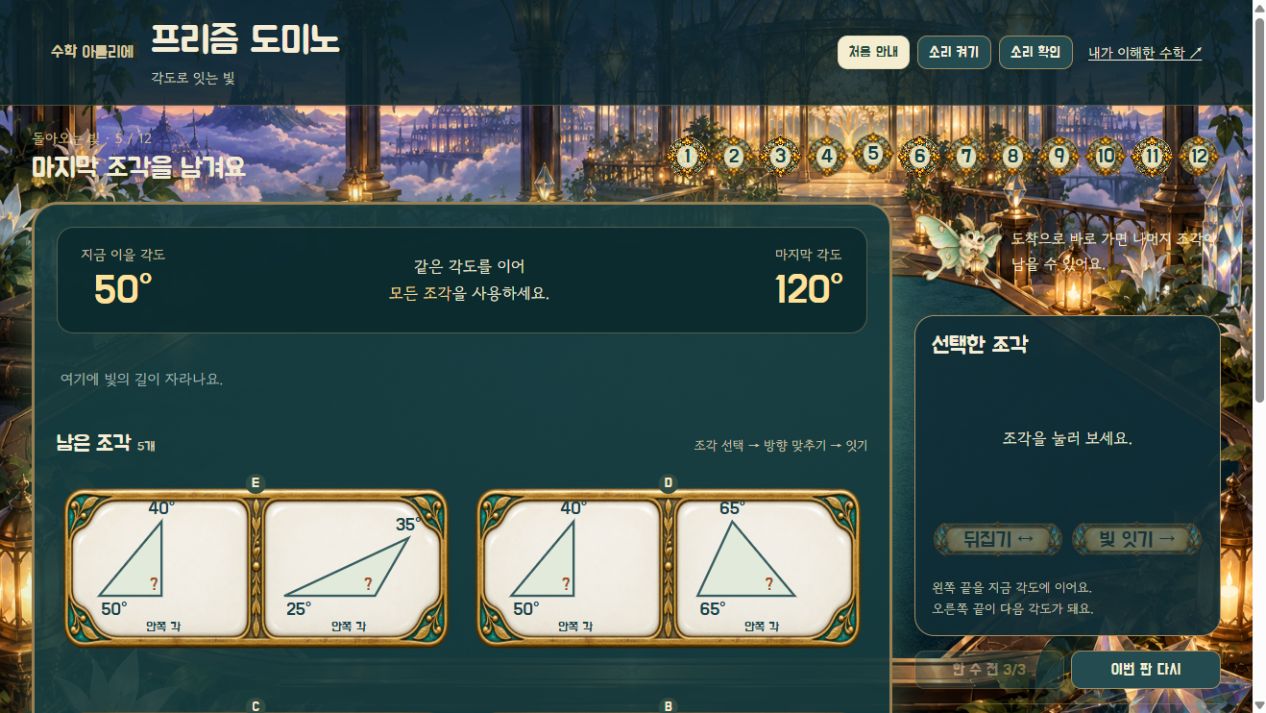 수학 아틀리에
프리즘 도미노
각도로 잇는 빛
처음 안내
소리 켜기
소리 확인
내가 이해한 수학 ↗
돌아오는 빛 · 5 / 12
마지막 조각을 남겨요
1 2 3 4 5 6 7 8 9 10 11 12
지금 이을 각도
50°
같은 각도를 이어
모든 조각을 사용하세요.
마지막 각도
120°
도착으로 바로 가면 나머지 조각이
남을 수 있어요.
여기에 빛의 길이 자라나요.
남은 조각 5개
조각 선택 → 방향 맞추기 → 잇기
E
40°
?
50°
안쪽 각
35°
?
25°
안쪽 각
D
40°
?
50°
안쪽 각
65°
?
65°
안쪽 각
C
B
선택한 조각
조각을 눌러 보세요.
뒤집기 ↔
빛 잇기 →
왼쪽 끝을 지금 각도에 이어요.
오른쪽 끝이 다음 각도가 돼요.
한 수 전 3/3
이번 판 다시